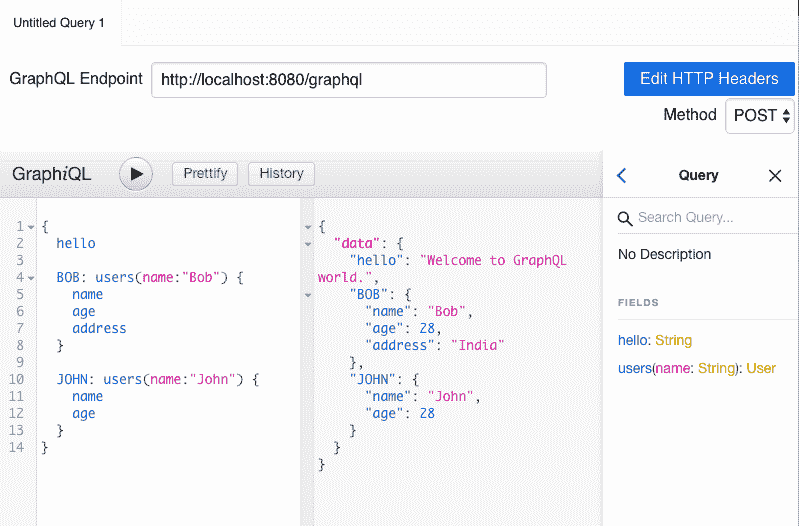 Untitled Query 1
GraphQL Endpoint http://localhost:8080/graphql Edit HTTP Headers
Method POST
GraphiQL Prettify History
1 {
2   hello
3
4   BOB: users(name:"Bob") {
5     name
6     age
7     address
8   }
9
10   JOHN: users(name:"John") {
11     name
12     age
13   }
14 }
{
  "data": {
    "hello": "Welcome to GraphQL
world.",
    "BOB": {
      "name": "Bob",
      "age": 28,
      "address": "India"
    },
    "JOHN": {
      "name": "John",
      "age": 28
    }
  }
}
Query
Search Query...
No Description
FIELDS
hello: String
users(name: String): User